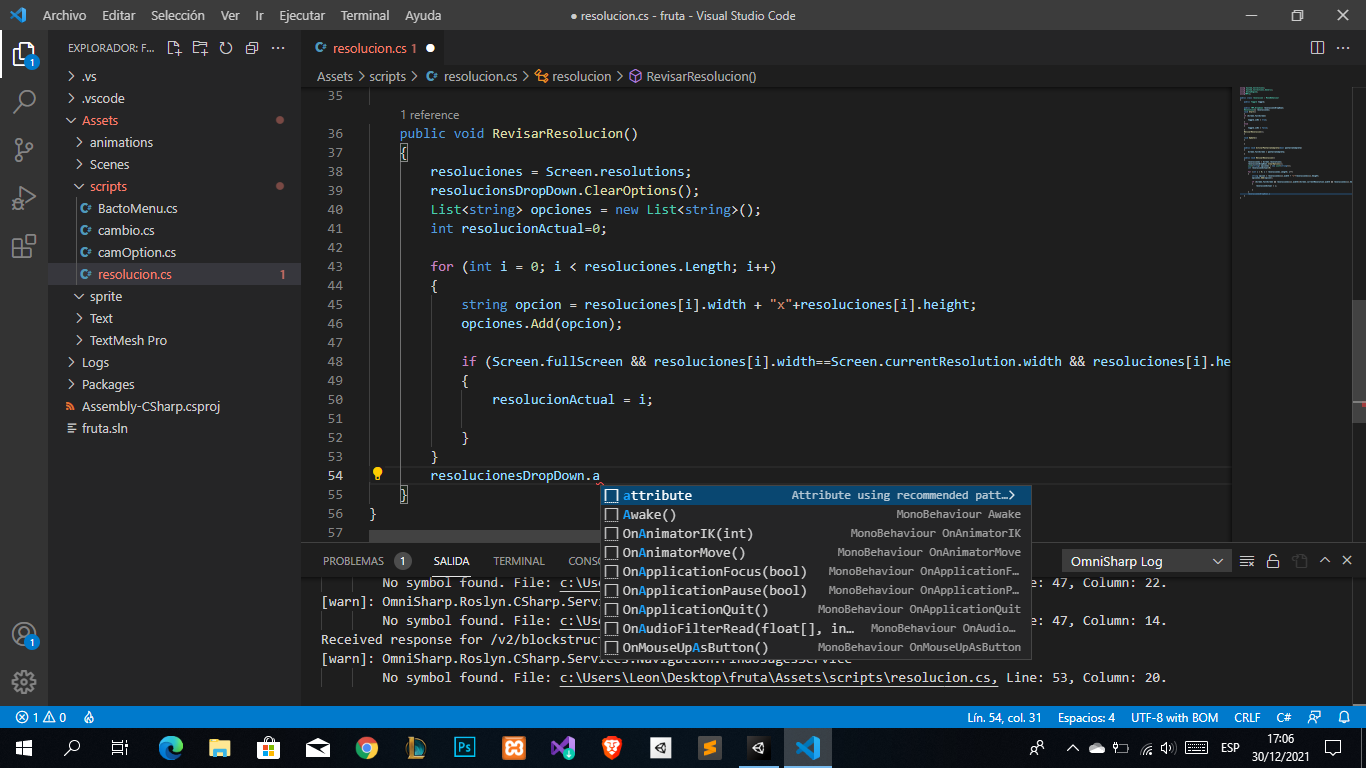 Archivo Editar Selección Ver Ir Ejecutar Terminal Ayuda ● resolucion.cs - fruta - Visual Studio Code
EXPLORADOR: F...
resolucion.cs 1
Assets > scripts > resolucion.cs > resolucion > RevisarResolucion()
.vs
.vscode
Assets
animations
Scenes
scripts
BactoMenu.cs
cambio.cs
camOption.cs
resolucion.cs 1
sprite
Text
TextMesh Pro
Logs
Packages
Assembly-CSharp.csproj
fruta.sln
1
1
35
1 reference
36 public void RevisarResolucion()
37 {
38 resoluciones = Screen.resolutions;
39 resolucionsDropDown.ClearOptions();
40 List<string> opciones = new List<string>();
41 int resolucionActual=0;
42
43 for (int i = 0; i < resoluciones.Length; i++)
44 {
45 string opcion = resoluciones[i].width + "x"+resoluciones[i].height;
46 opciones.Add(opcion);
47
48 if (Screen.fullScreen && resoluciones[i].width==Screen.currentResolution.width && resoluciones[i].he
49 {
50 resolucionActual = i;
51
52 }
53 }
54 resolucionesDropDown.a
55 }
56 }
57
attribute Attribute using recommended patt...>
Awake() MonoBehaviour Awake
OnAnimatorIK(int) MonoBehaviour OnAnimatorIK
OnAnimatorMove() MonoBehaviour OnAnimatorMove
OnApplicationFocus(bool) MonoBehaviour OnApplicationF…
OnApplicationPause(bool) MonoBehaviour OnApplicationP…
OnApplicationQuit() MonoBehaviour OnApplicationQuit
OnAudioFilterRead(float[], in… MonoBehaviour OnAudio…
OnMouseUpAsButton() MonoBehaviour OnMouseUpAsButton
PROBLEMAS 1 SALIDA TERMINAL CONS OmniSharp Log
No symbol found. File: c:\Use : 47, Column: 22.
[warn]: OmniSharp.Roslyn.CSharp.Servi
No symbol found. File: c:\Use : 47, Column: 14.
Received response for /v2/blockstruct
[warn]: OmniSharp.Roslyn.CSharp.Services.Navigation.FindUsagesService
No symbol found. File: c:\Users\Leon\Desktop\fruta\Assets\scripts\resolucion.cs, Line: 53, Column: 20.
1 0 Lín. 54, col. 31 Espacios: 4 UTF-8 with BOM CRLF C#
Ps ESP 17:06
30/12/2021